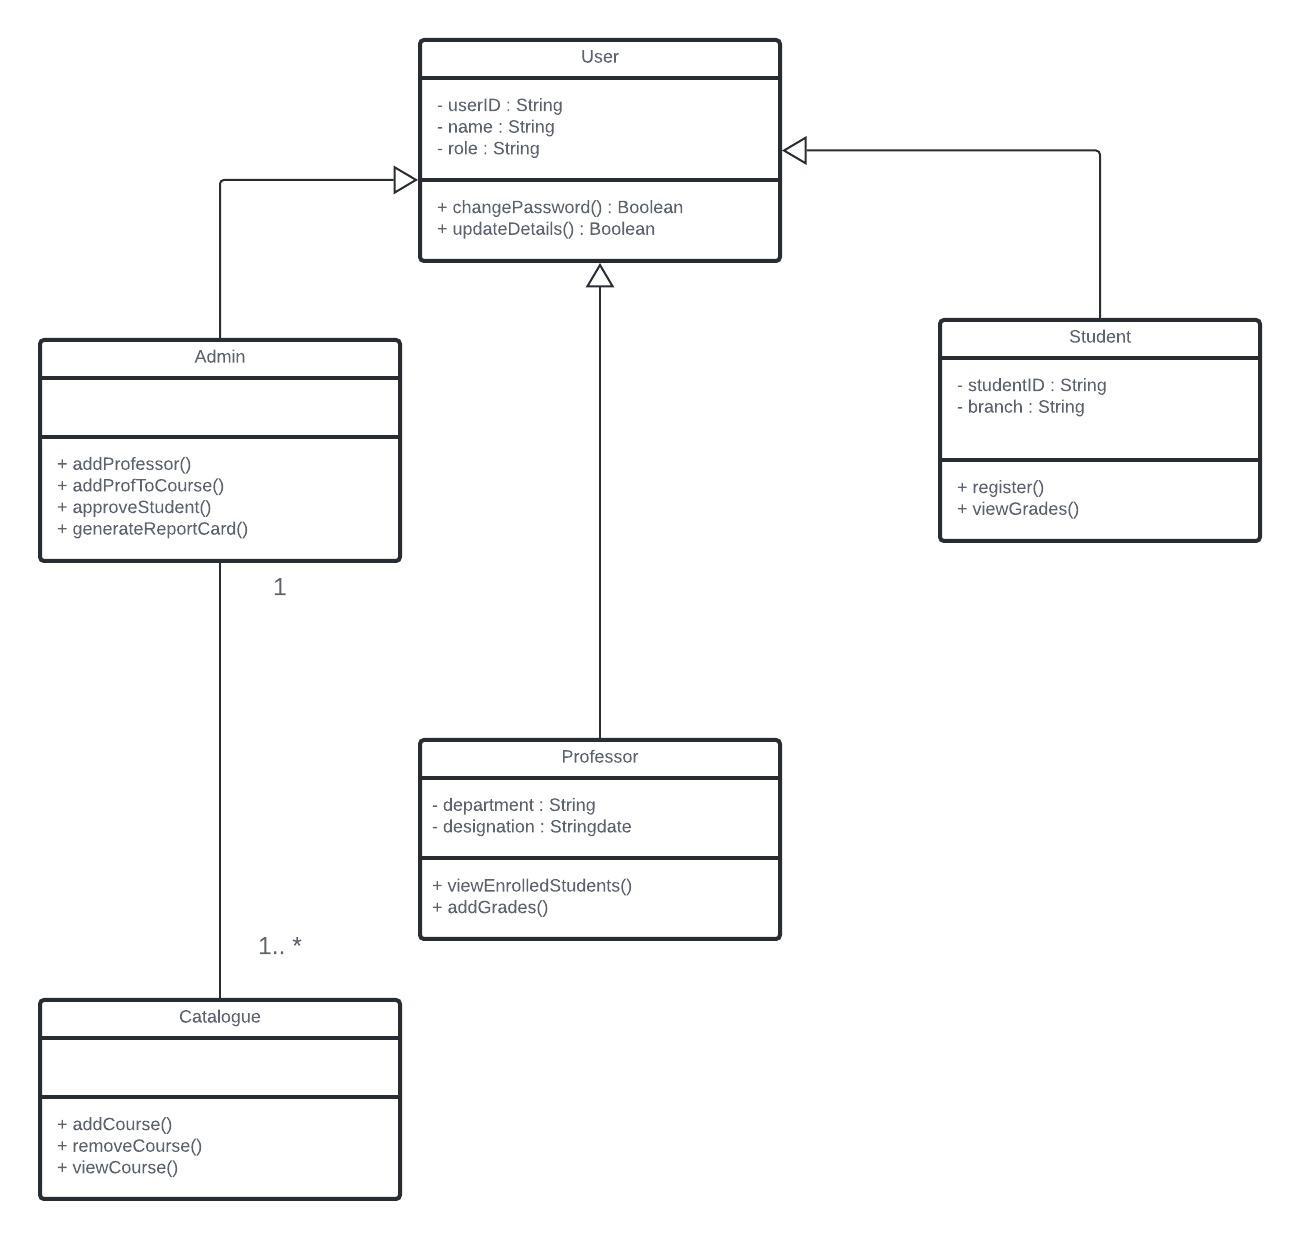 User
- userID : String
- name : String
- role : String
+ changePassword() : Boolean
+ updateDetails() : Boolean
Admin
+ addProfessor()
+ addProfToCourse()
+ approveStudent()
+ generateReportCard()
Student
- studentID : String
- branch : String
+ register()
+ viewGrades()
1
Professor
- department : String
- designation : Stringdate
+ viewEnrolledStudents()
+ addGrades()
1.. *
Catalogue
+ addCourse()
+ removeCourse()
+ viewCourse()